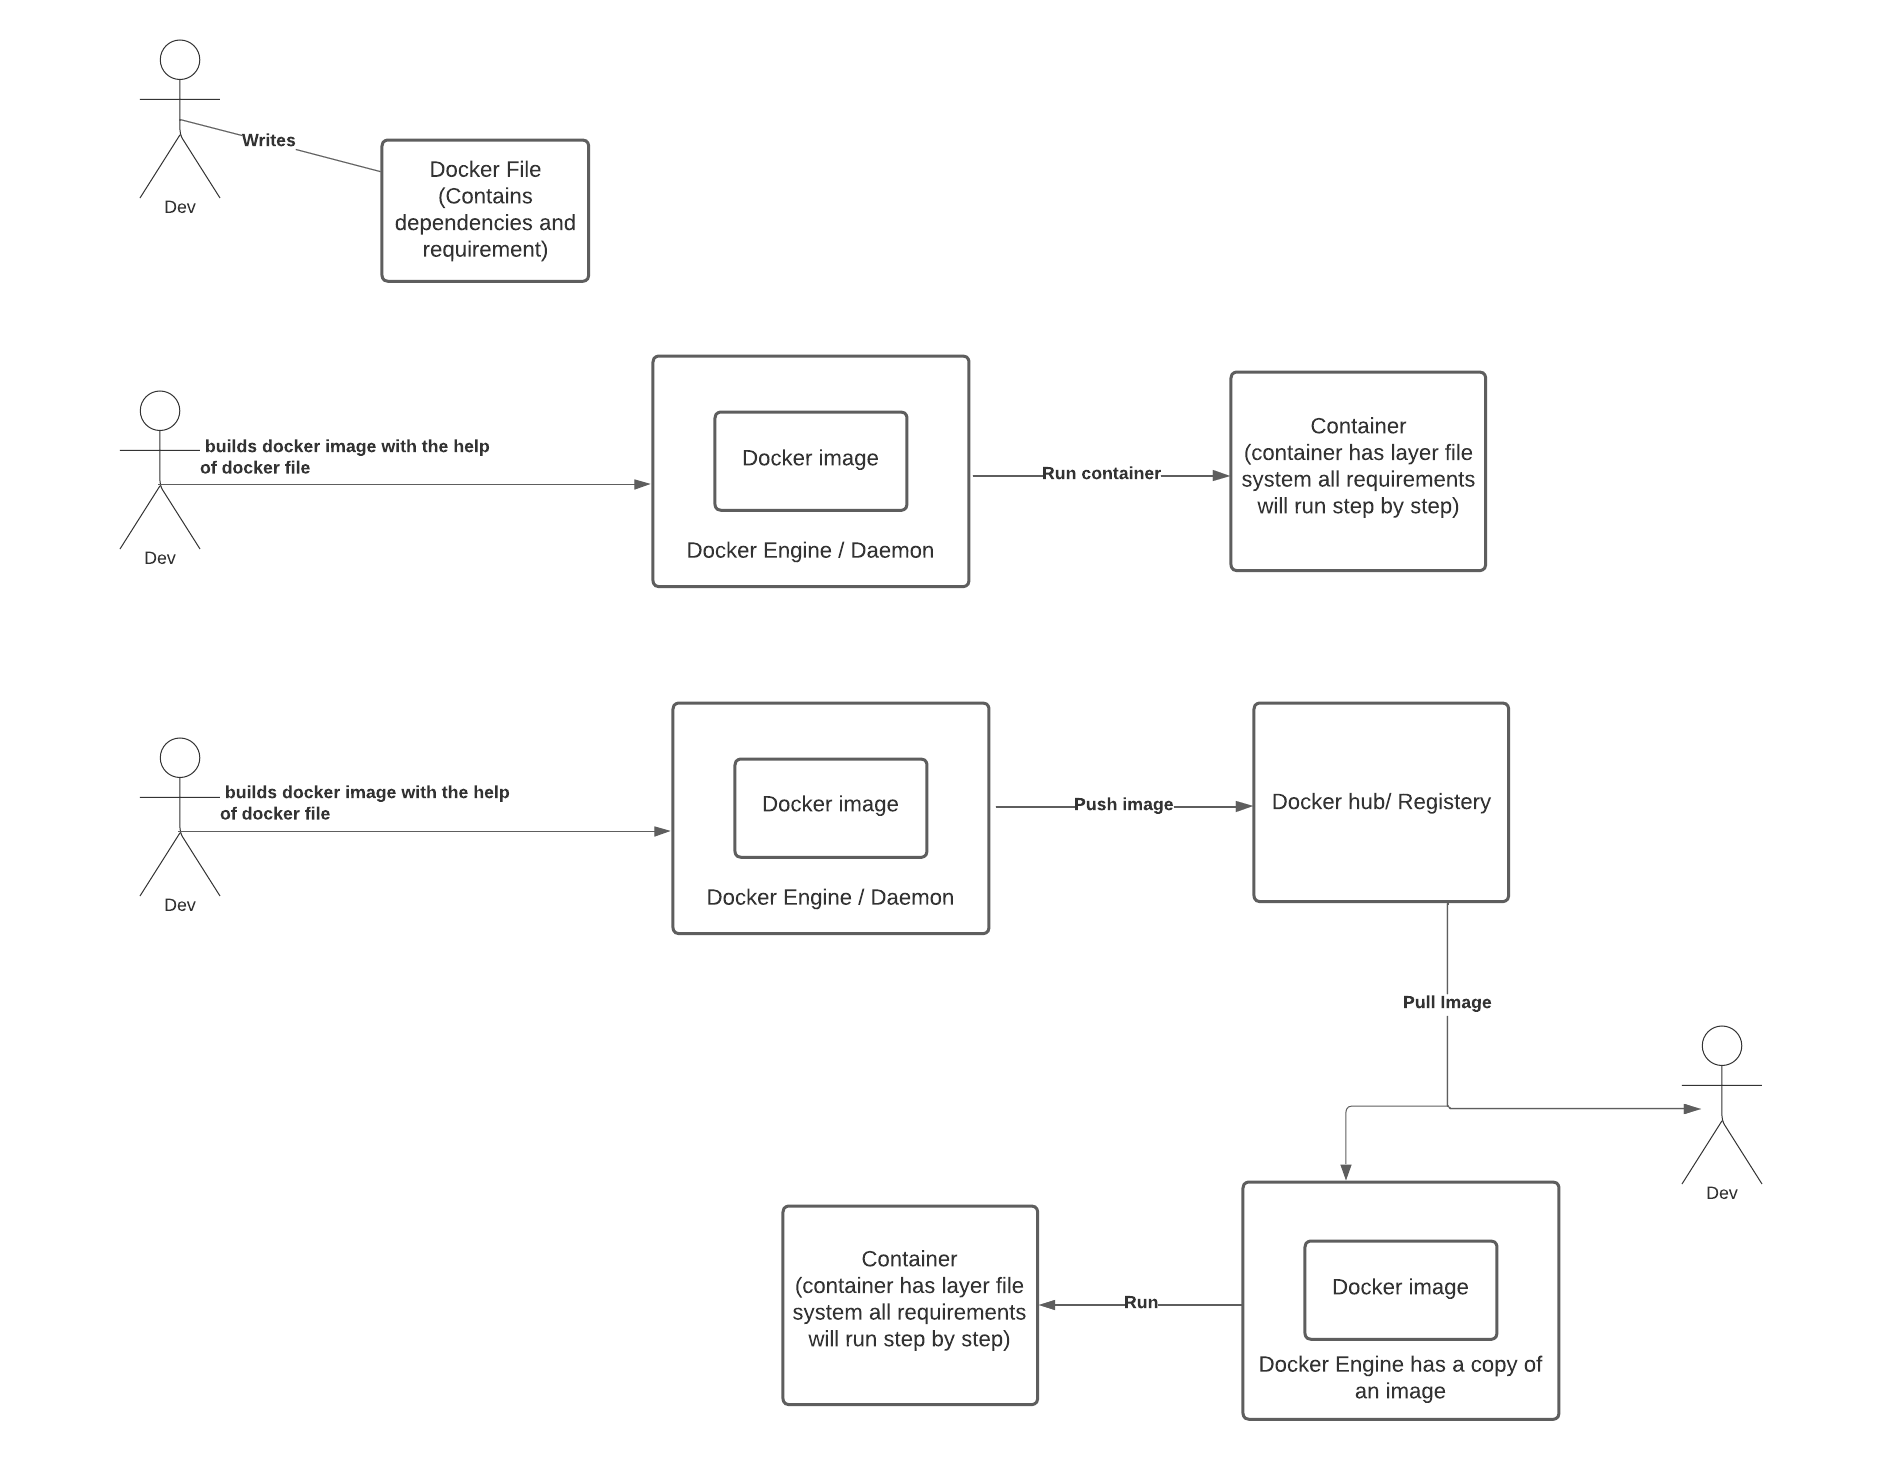 Writes
Dev
Docker File
(Contains
dependencies and
requirement)
builds docker image with the help
of docker file
Dev
Docker image
Docker Engine / Daemon
Run container
Container
(container has layer file
system all requirements
will run step by step)
builds docker image with the help
of docker file
Dev
Docker image
Docker Engine / Daemon
Push image
Docker hub/ Registery
Pull Image
Dev
Docker image
Docker Engine has a copy of
an image
Run
Container
(container has layer file
system all requirements
will run step by step)